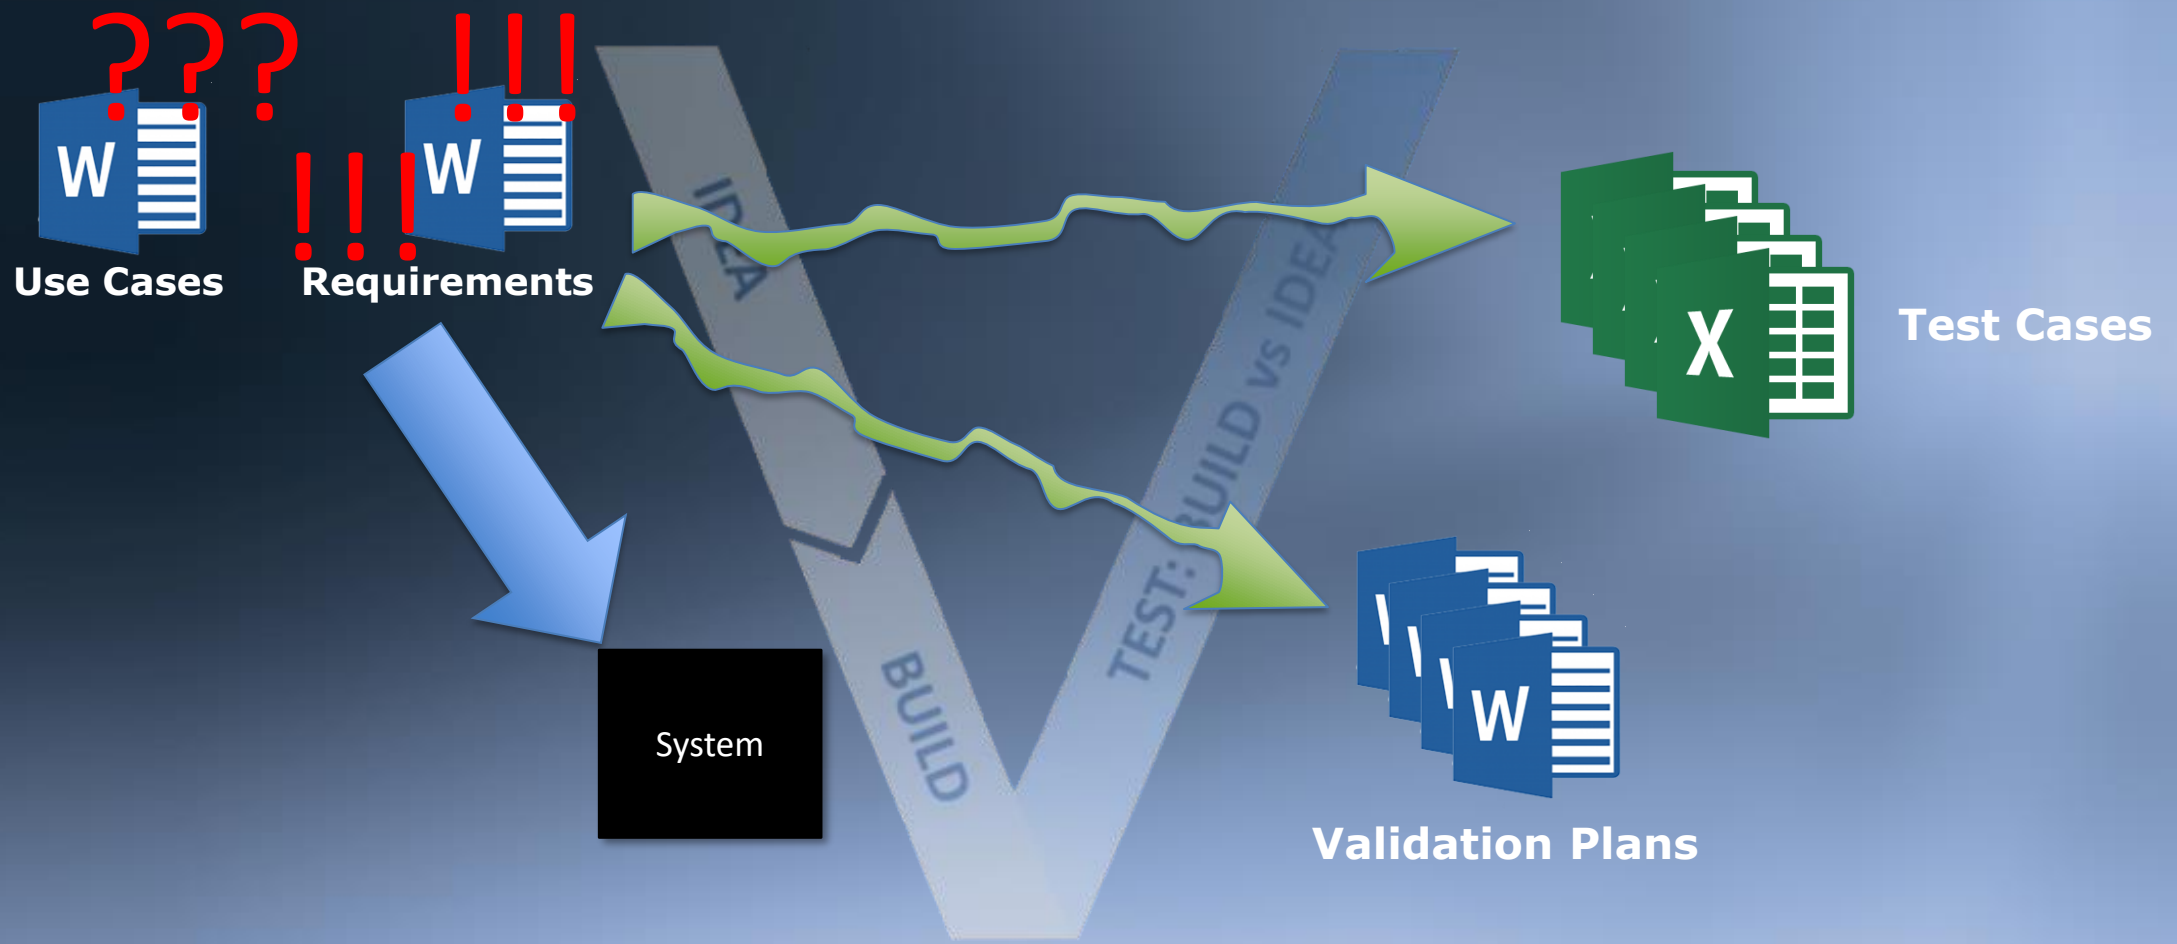 ???
!!!
W
W
!!!
Use Cases
Requirements
IDEA
BUILD
TEST: BUILD vs IDEA
X
Test Cases
System
W
W
W
W
Validation Plans